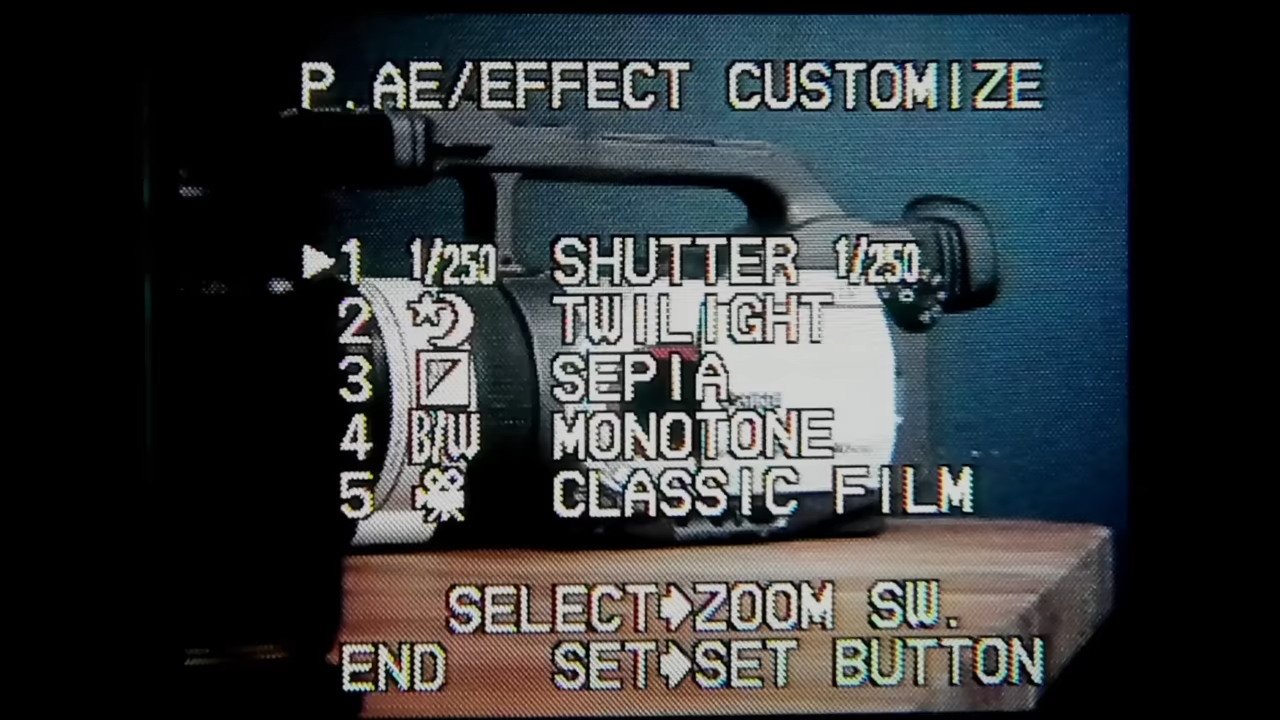 P.AE/EFFECT CUSTOMIZE
▶1 1/250 SHUTTER 1/250
2 TWILIGHT
3 SEPIA
4 B/W MONOTONE
5 CLASSIC FILM
SELECT➧ZOOM SW.
END SET➧SET BUTTON